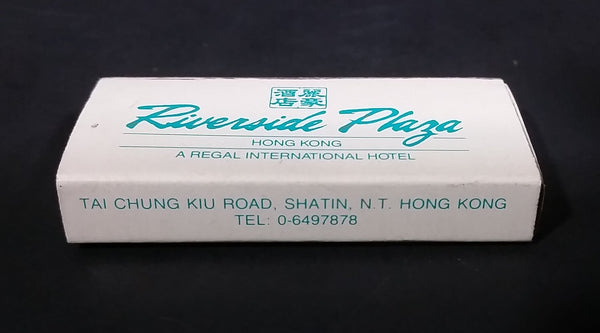 麗豪
酒店
Riverside Plaza
HONG KONG
A REGAL INTERNATIONAL HOTEL
TAI CHUNG KIU ROAD, SHATIN, N.T. HONG KONG
TEL: 0-6497878